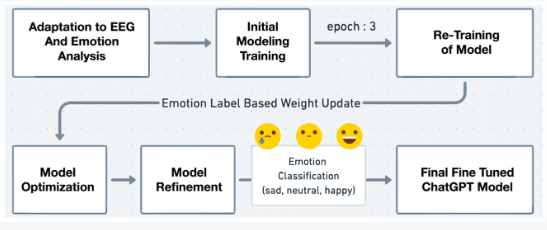 Adaptation to EEG
And Emotion
Analysis
Initial
Modeling
Training
epoch : 3
Re-Training
of Model
Emotion Label Based Weight Update
Model
Optimization
Model
Refinement
Emotion
Classification
(sad, neutral, happy)
Final Fine Tuned
ChatGPT Model